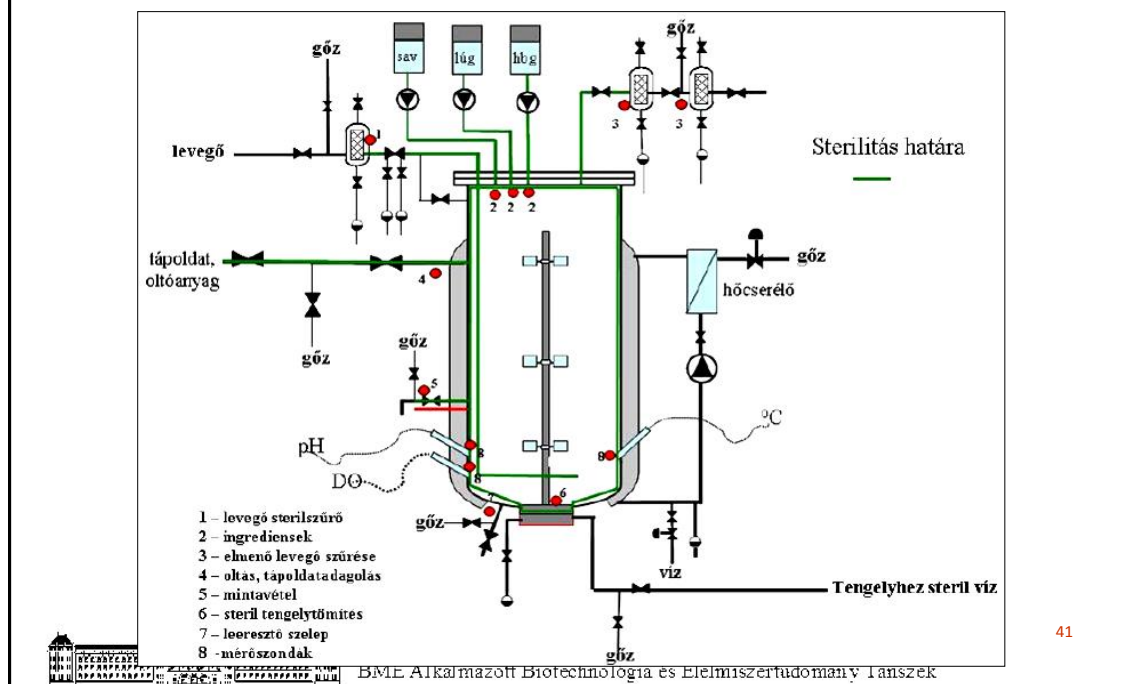 gőz
sav
lúg
hbg
gőz
1
3
3
levegő
Sterilitás határa
2
2
2
tápoldat,
oltóanyag
4
gőz
hőcserélő
gőz
gőz
5
°C
pH
8
8
DO
8
7
6
gőz
1 – levegő sterilszűrő
2 – ingrediensek
3 – elmenő levegő szűrése
4 – oltás, tápoldatadagolás
5 – mintavétel
6 – steril tengelytömítés
7 – leeresztő szelep
8 -mérőszondák
víz
Tengelyhez steril víz
gőz
41
BME Alkalmazott Biotechnológia és Élelmiszertudomány Tanszék